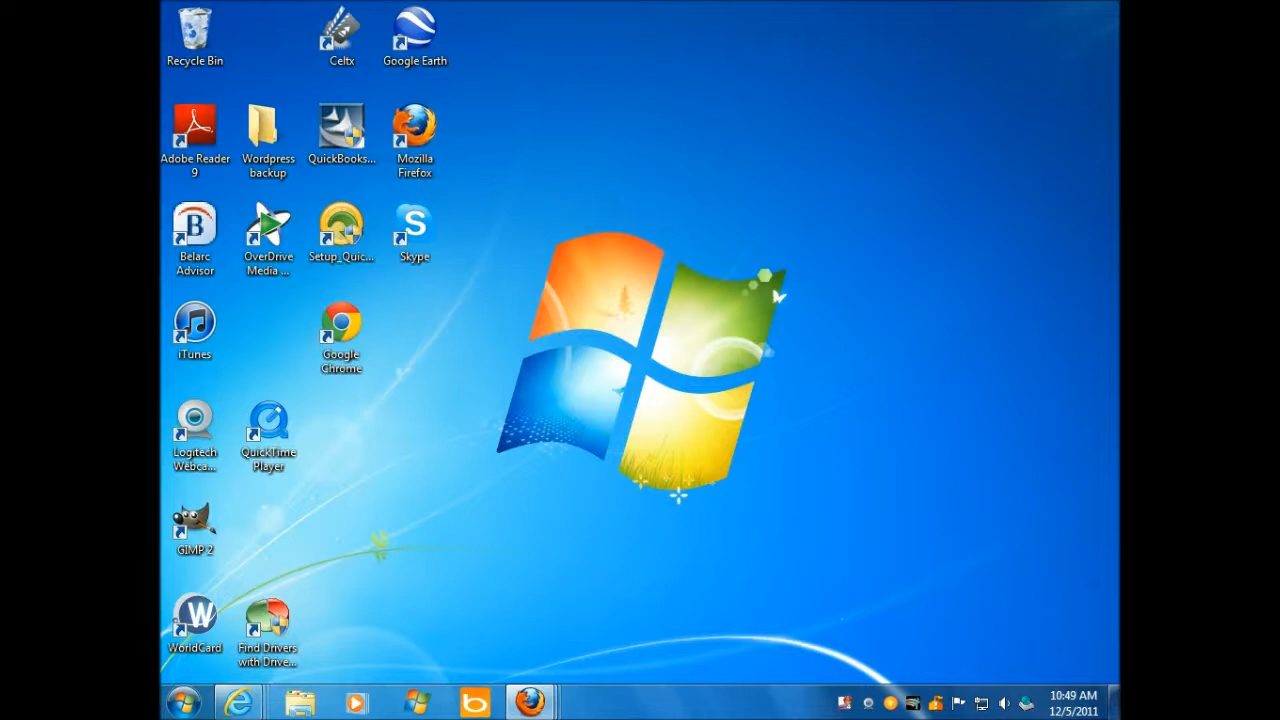 Recycle Bin
Celtx
Google Earth
Adobe Reader
9
Wordpress
backup
QuickBooks...
Mozilla
Firefox
Belarc
Advisor
OverDrive
Media ...
Setup_Quic...
Skype
iTunes
Google
Chrome
Logitech
Webca...
QuickTime
Player
GIMP 2
WorldCard
Find Drivers
with Drive...
10:49 AM
12/5/2011